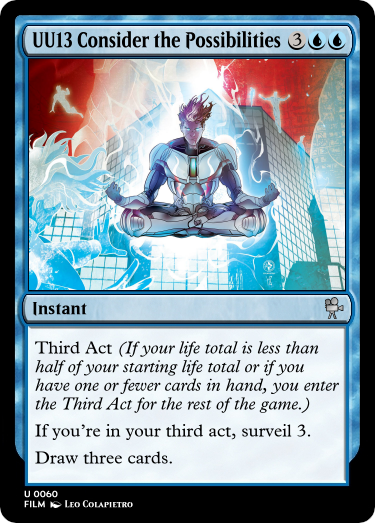 UU13 Consider the Possibilities 3
Instant
Third Act (If your life total is less than
half of your starting life total or if you
have one or fewer cards in hand, you enter
the Third Act for the rest of the game.)
If you're in your third act, surveil 3.
Draw three cards.
U 0060
FILM Leo Colapietro